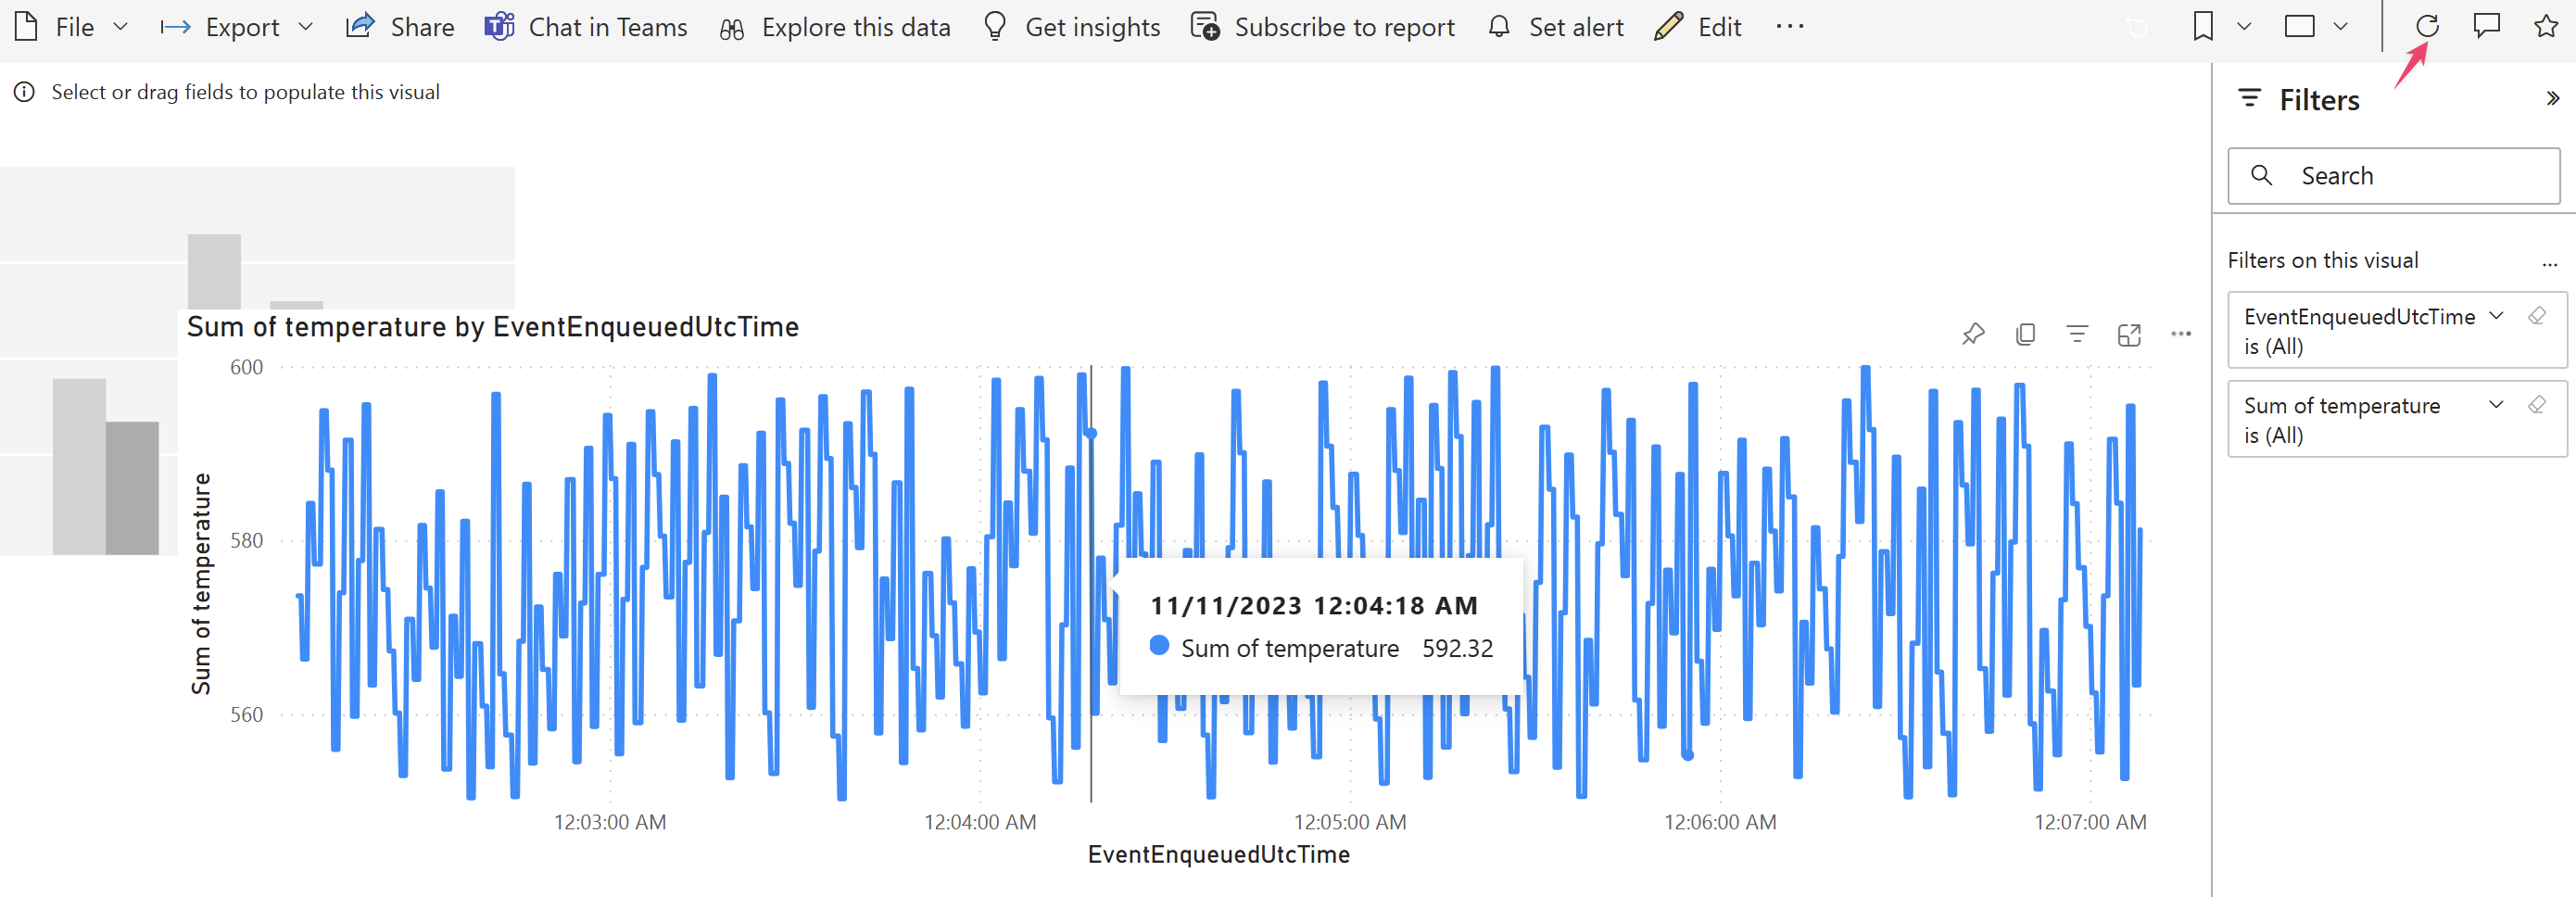 File Export Share Chat in Teams Explore this data Get insights Subscribe to report Set alert Edit ...
Select or drag fields to populate this visual
Filters
Search
Filters on this visual ...
EventEnqueuedUtcTime
is (All)
Sum of temperature
is (All)
Sum of temperature by EventEnqueuedUtcTime
Sum of temperature
600
580
560
11/11/2023 12:04:18 AM
Sum of temperature 592.32
12:03:00 AM 12:04:00 AM 12:05:00 AM 12:06:00 AM 12:07:00 AM
EventEnqueuedUtcTime